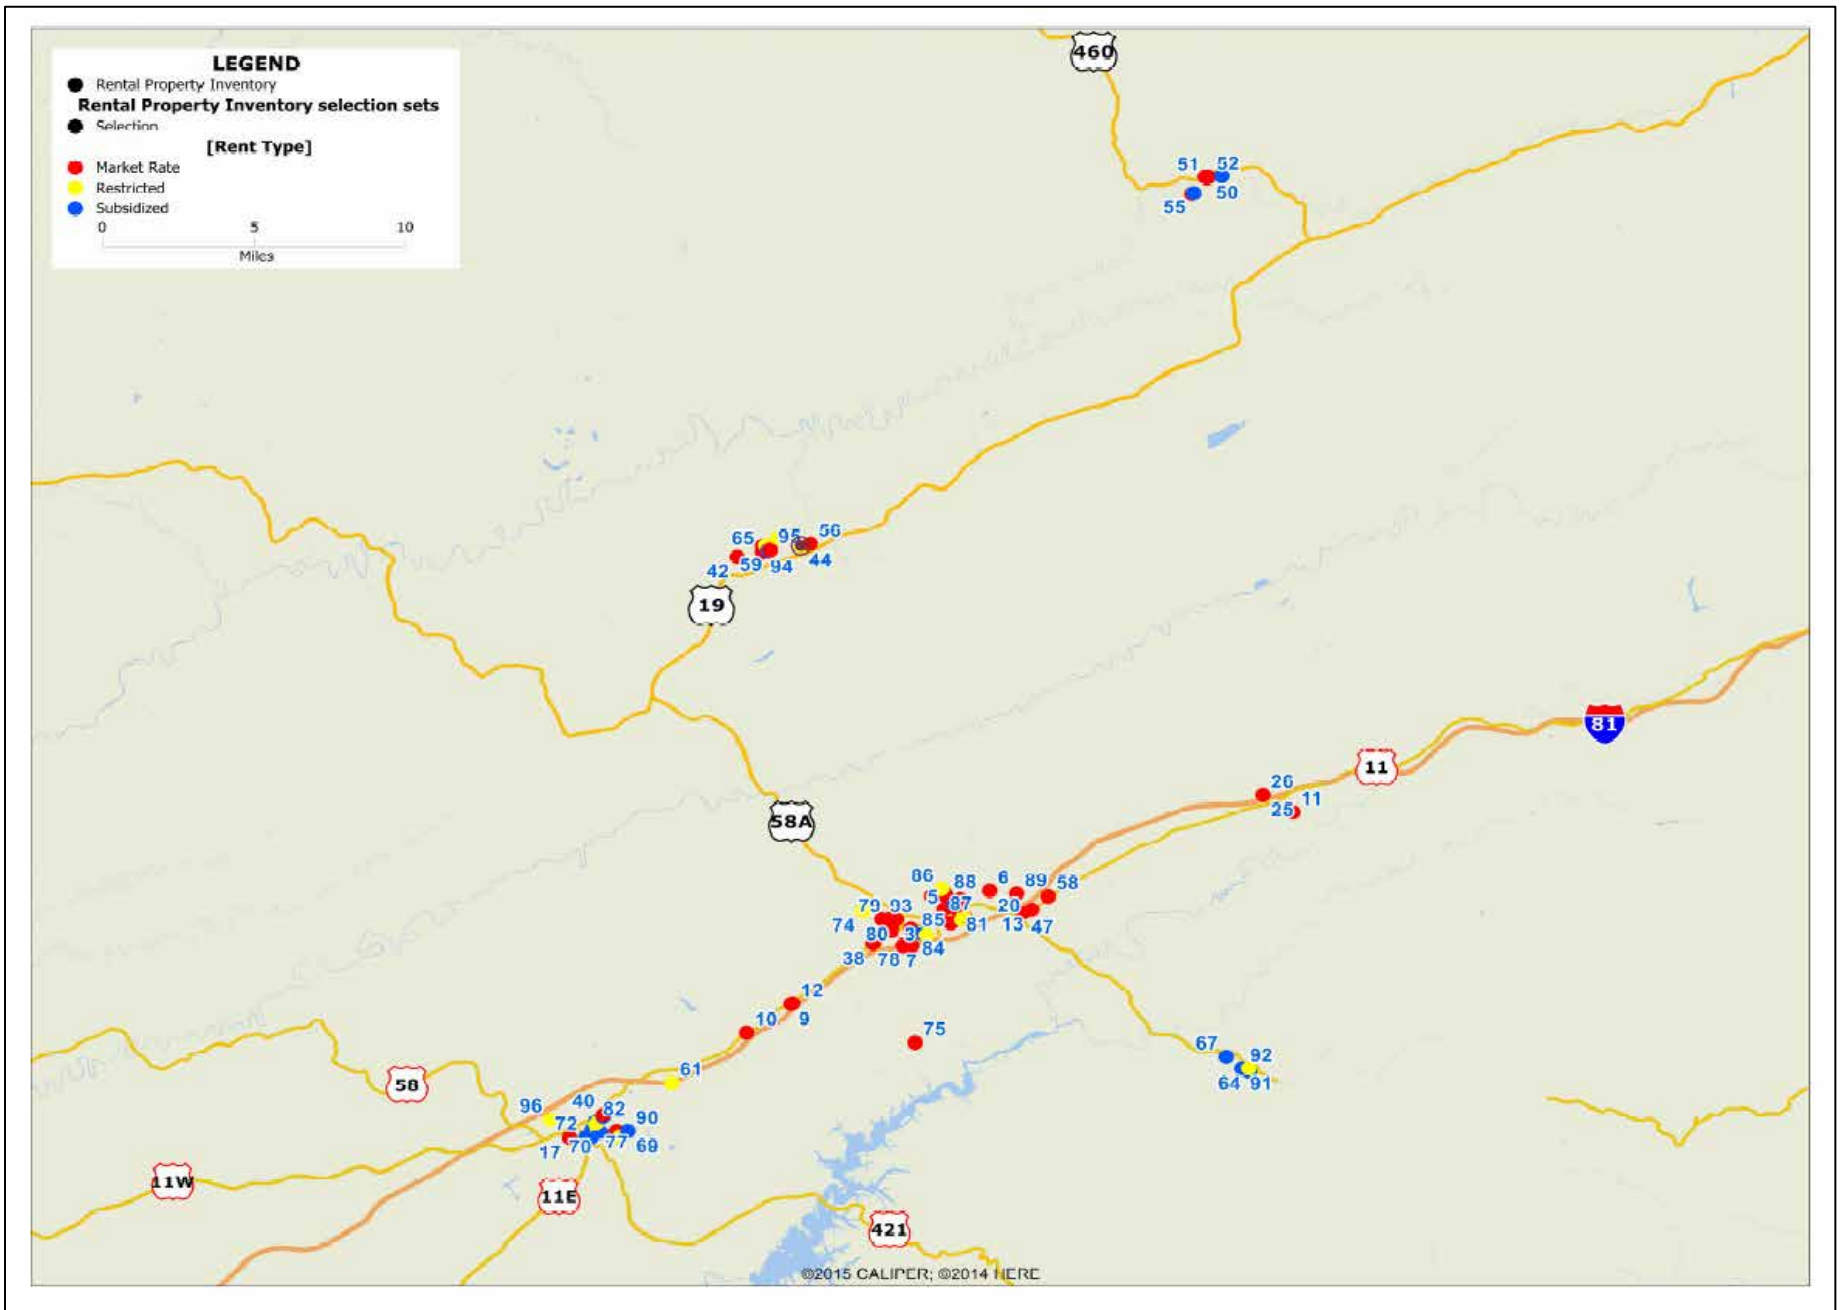 LEGEND
Rental Property Inventory
Rental Property Inventory selection sets
Selection
[Rent Type]
Market Rate
Restricted
Subsidized
0 5 10
Miles
460
51 52
55 50
65 95 56
42 59 94 44
19
81
11
26
11
25
58A
86 88 6 89 58
5 87 20
79 93
74 85 81 13 47
80 3 84
38 78 7
12
10 9
75
67 92
64 91
61
58
96 40 82 90
72
17 70 77 69
11W
11E
421
©2015 CALIPER; ©2014 HERE